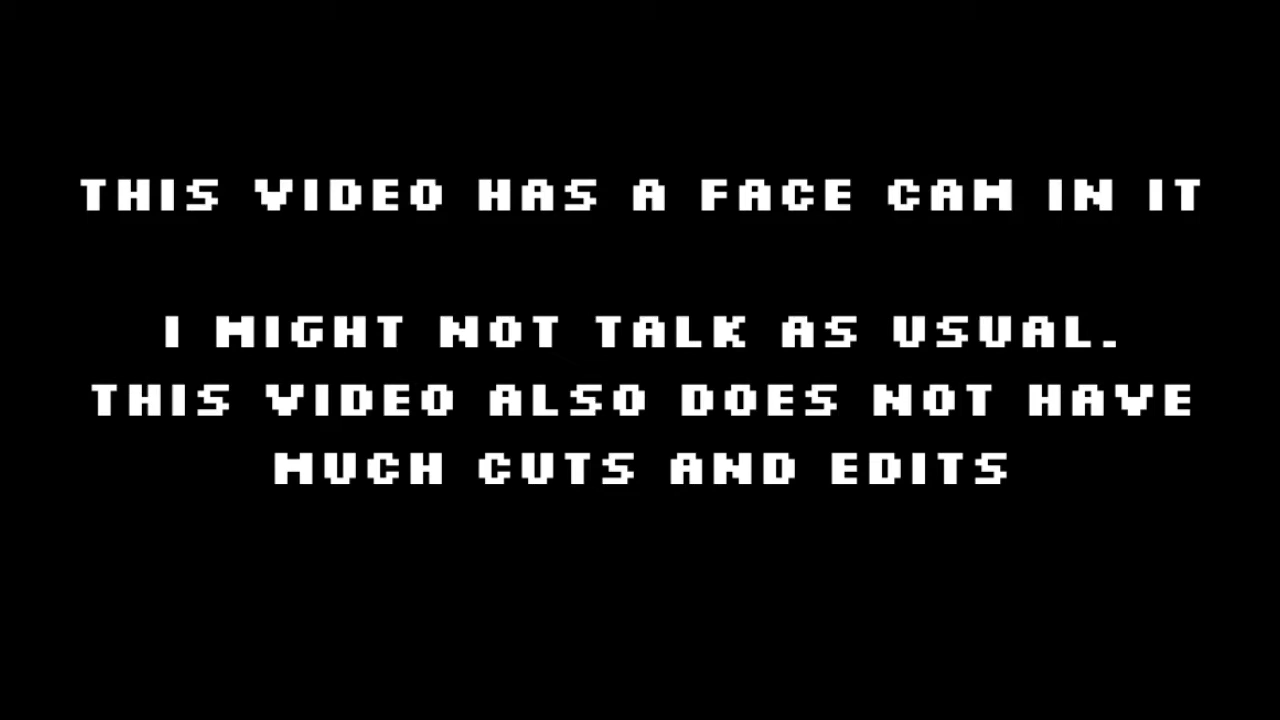 THIS VIDEO HAS A FACE CAM IN IT
I MIGHT NOT TALK AS USUAL.
THIS VIDEO ALSO DOES NOT HAVE
MUCH CUTS AND EDITS